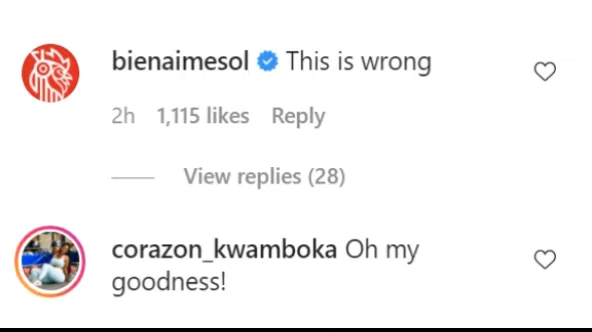 bienaimesol This is wrong
2h 1,115 likes Reply
View replies (28)
corazon_kwamboka Oh my
goodness!